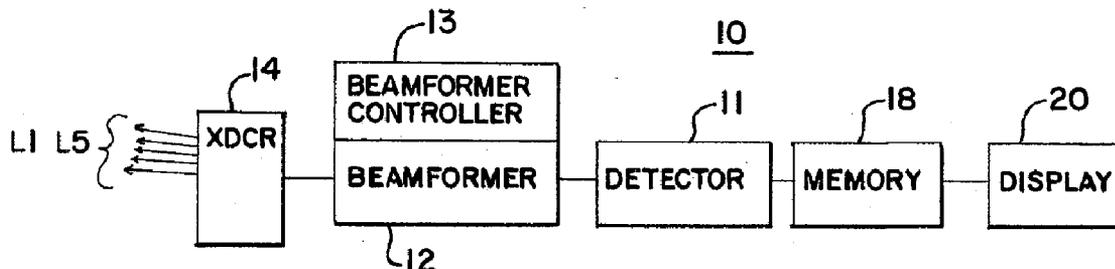 10
13
14
BEAMFORMER
CONTROLLER
11
18
20
L1 L5
XDCR
BEAMFORMER
DETECTOR
MEMORY
DISPLAY
12